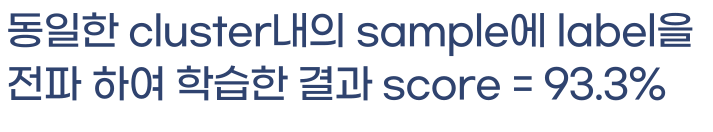 동일한 cluster내의 sample에 label을
전파 하여 학습한 결과 score = 93.3%